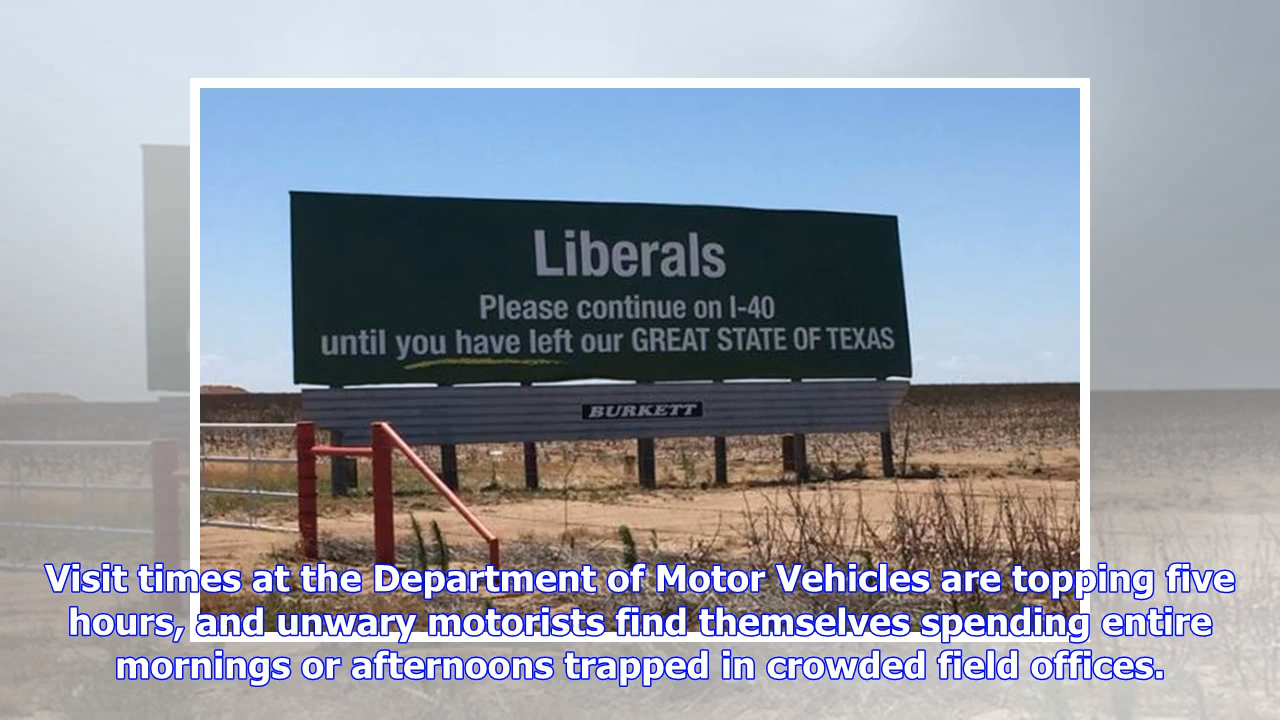 Liberals
Please continue on I-40
until you have left our GREAT STATE OF TEXAS
BURKETT
Visit times at the Department of Motor Vehicles are topping five
hours, and unwary motorists find themselves spending entire
mornings or afternoons trapped in crowded field offices.